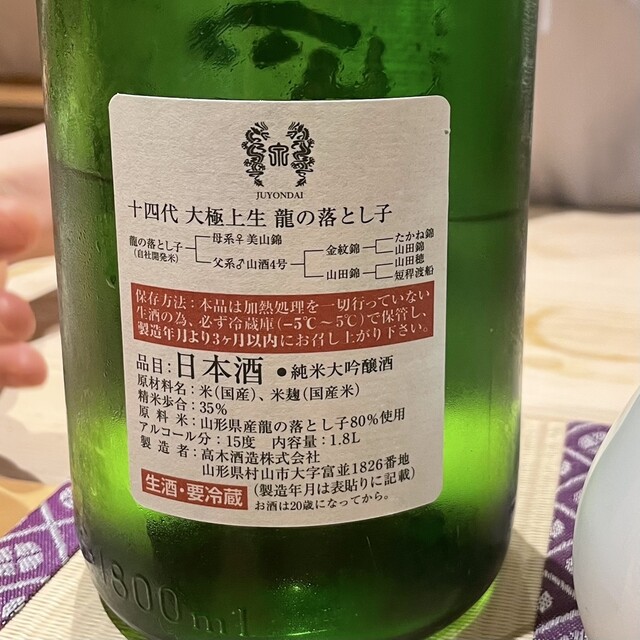 JUYONDAI
十四代 大極上生 龍の落とし子
龍の落とし子
(自社開発米)
母系♀美山錦
父系♂山酒4号
金紋錦
山田錦
たかね錦
山田錦
山田穂
短稈渡船
保存方法:本品は加熱処理を一切行っていない
生酒の為、必ず冷蔵庫(−5℃~5℃)で保管し、
製造年月より3ヶ月以内にお召し上がり下さい。
品目:日本酒 ●純米大吟醸酒
原材料名:米(国産)、米麹(国産米)
精米歩合:35%
原料米:山形県産龍の落とし子80%使用
アルコール分:15度 内容量:1.8L
製造者:高木酒造株式会社
山形県村山市大字富並1826番地
生酒・要冷蔵
(製造年月は表貼りに記載)
お酒は20歳になってから。
1800ml